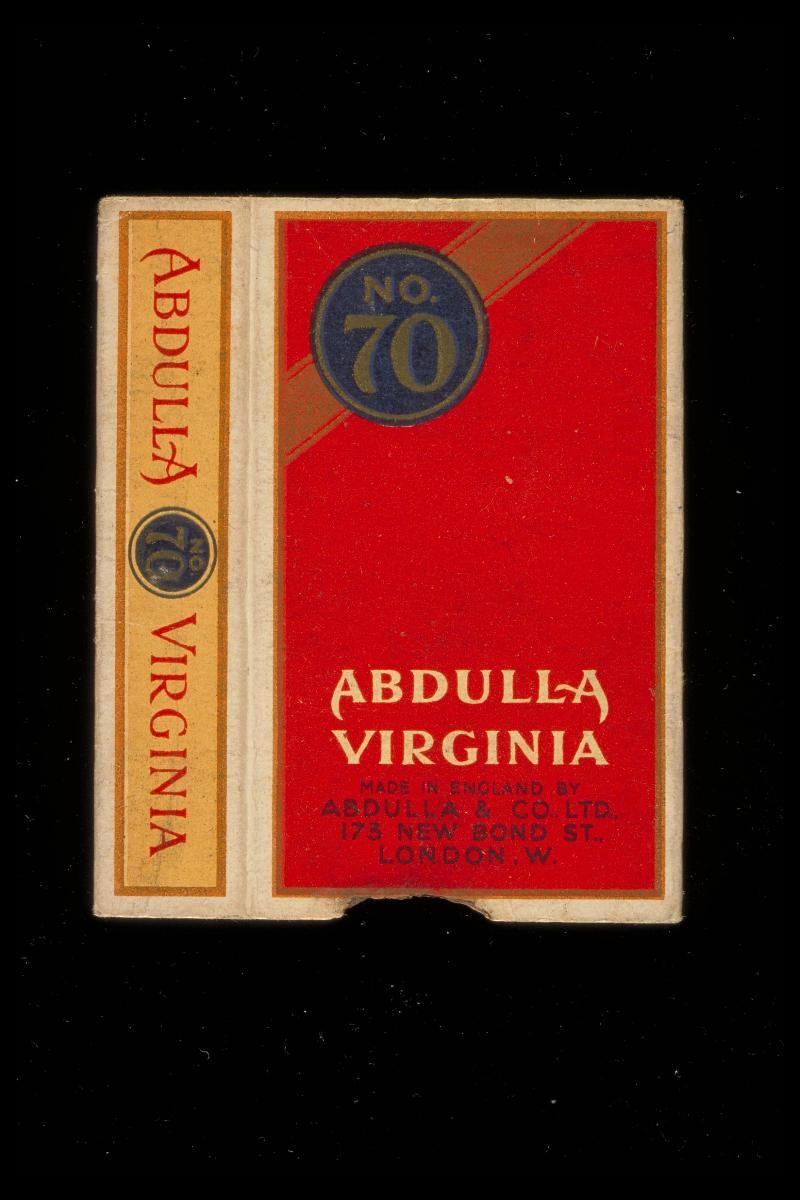 ABDULLA
NO.
70
VIRGINIA
NO.
70
ABDULLA
VIRGINIA
MADE IN ENGLAND BY
ABDULLA & CO. LTD.,
173 NEW BOND ST.,
LONDON, W.